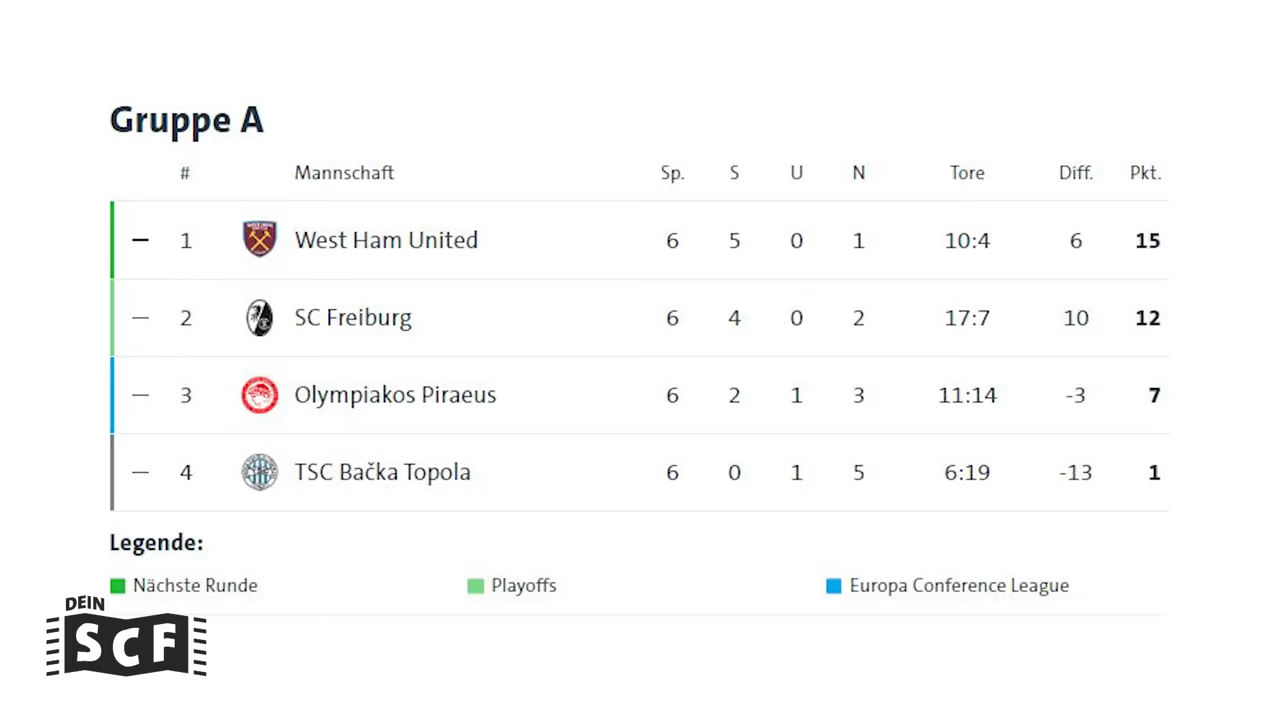 Gruppe A
# Mannschaft Sp. S U N Tore Diff. Pkt.
1 West Ham United 6 5 0 1 10:4 6 15
2 SC Freiburg 6 4 0 2 17:7 10 12
3 Olympiakos Piraeus 6 2 1 3 11:14 -3 7
4 TSC Bačka Topola 6 0 1 5 6:19 -13 1
Legende:
Nächste Runde Playoffs Europa Conference League
DEIN
SCF